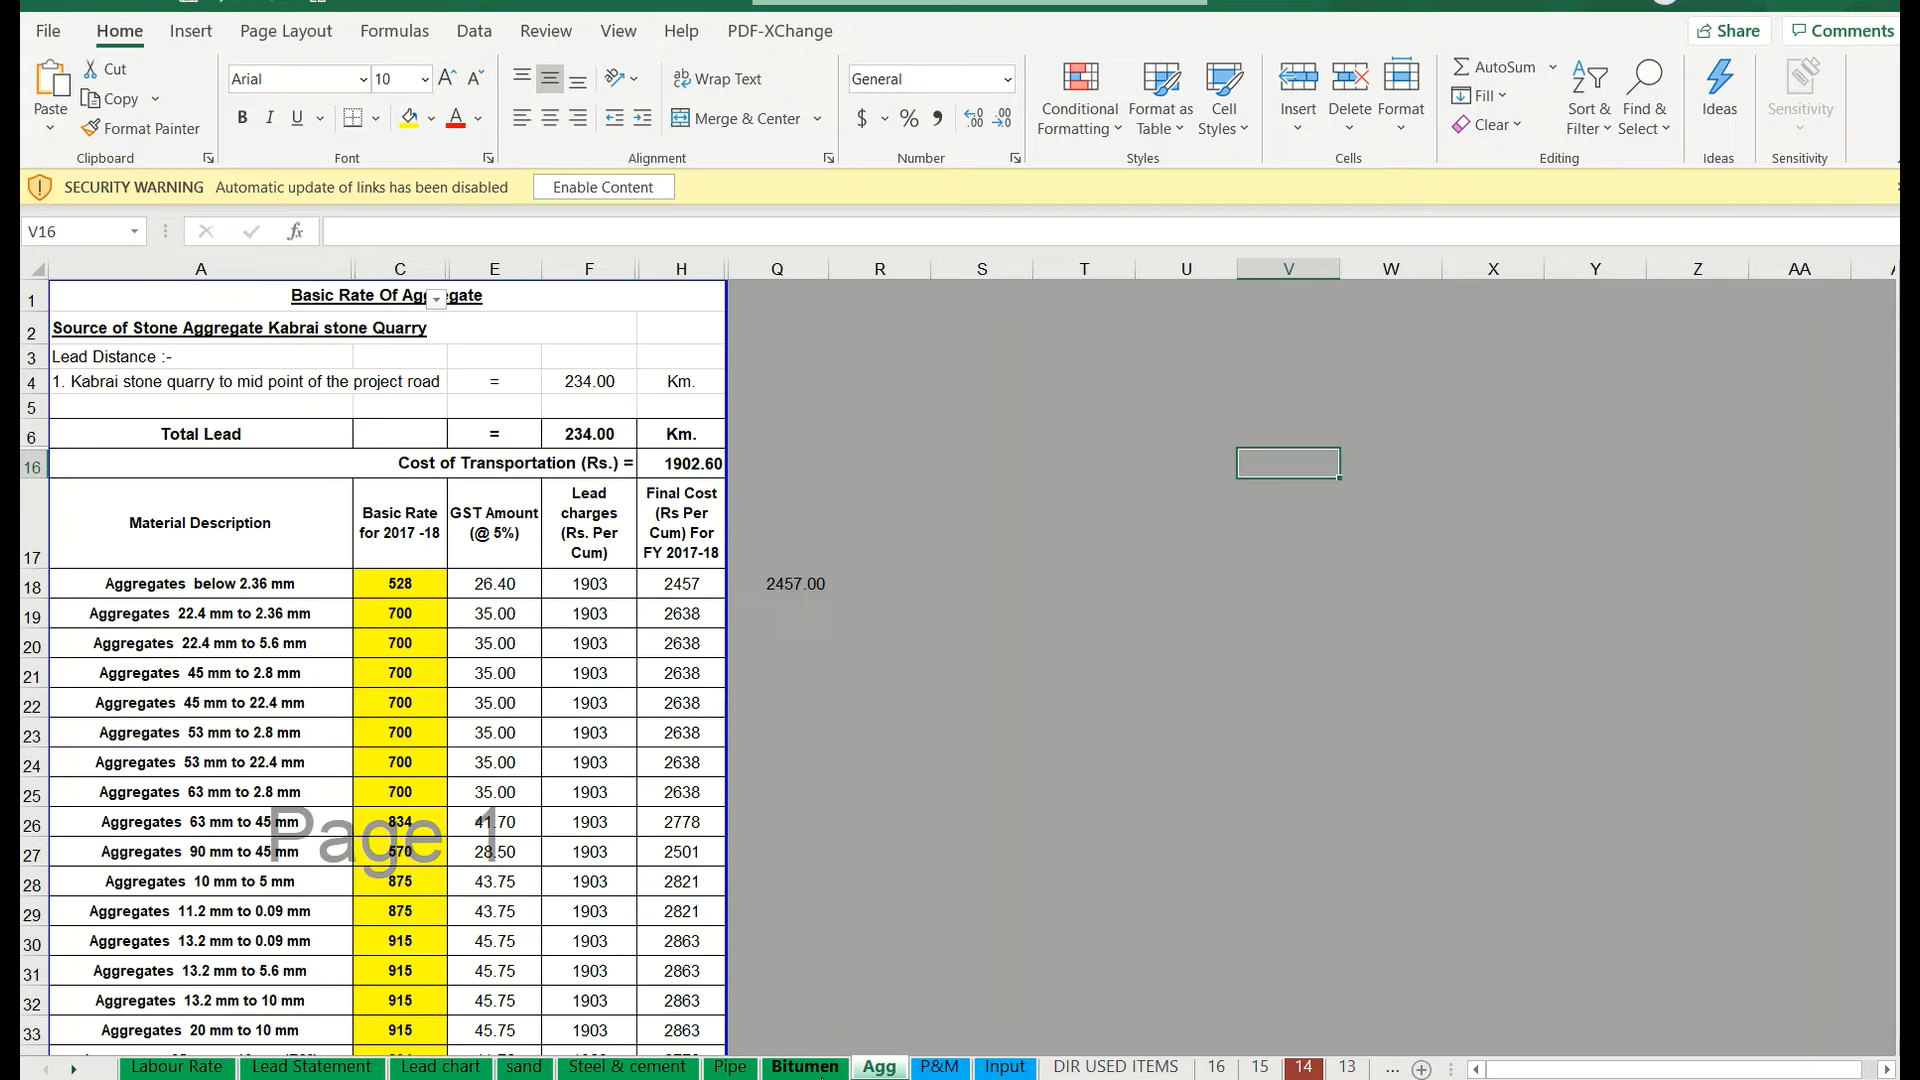 File Home Insert Page Layout Formulas Data Review View Help PDF-XChange Share Comments
Paste Cut Copy Format Painter Clipboard
Arial 10 B I U Font
Wrap Text Merge & Center Alignment
General $ % Number
Conditional Formatting Format as Table Cell Styles Styles
Insert Delete Format Cells
AutoSum Fill Clear Sort & Filter Find & Select Editing
Ideas Ideas
Sensitivity Sensitivity
SECURITY WARNING Automatic update of links has been disabled Enable Content
V16 fx
A C E F H Q R S T U V W X Y Z AA
1 Basic Rate Of Aggregate
2 Source of Stone Aggregate Kabrai stone Quarry
3 Lead Distance :-
4 1. Kabrai stone quarry to mid point of the project road = 234.00 Km.
5
6 Total Lead = 234.00 Km.
16 Cost of Transportation (Rs.) = 1902.60
17 Material Description Basic Rate for 2017 -18 GST Amount (@ 5%) Lead charges (Rs. Per Cum) Final Cost (Rs Per Cum) For FY 2017-18
18 Aggregates below 2.36 mm 528 26.40 1903 2457 2457.00
19 Aggregates 22.4 mm to 2.36 mm 700 35.00 1903 2638
20 Aggregates 22.4 mm to 5.6 mm 700 35.00 1903 2638
21 Aggregates 45 mm to 2.8 mm 700 35.00 1903 2638
22 Aggregates 45 mm to 22.4 mm 700 35.00 1903 2638
23 Aggregates 53 mm to 2.8 mm 700 35.00 1903 2638
24 Aggregates 53 mm to 22.4 mm 700 35.00 1903 2638
25 Aggregates 63 mm to 2.8 mm 700 35.00 1903 2638
26 Aggregates 63 mm to 45 mm 834 41.70 1903 2778
Page 1
27 Aggregates 90 mm to 45 mm 570 28.50 1903 2501
28 Aggregates 10 mm to 5 mm 875 43.75 1903 2821
29 Aggregates 11.2 mm to 0.09 mm 875 43.75 1903 2821
30 Aggregates 13.2 mm to 0.09 mm 915 45.75 1903 2863
31 Aggregates 13.2 mm to 5.6 mm 915 45.75 1903 2863
32 Aggregates 13.2 mm to 10 mm 915 45.75 1903 2863
33 Aggregates 20 mm to 10 mm 915 45.75 1903 2863
Labour Rate Lead Statement Lead chart sand Steel & cement Pipe Bitumen Agg P&M Input DIR USED ITEMS 16 15 14 13 ...